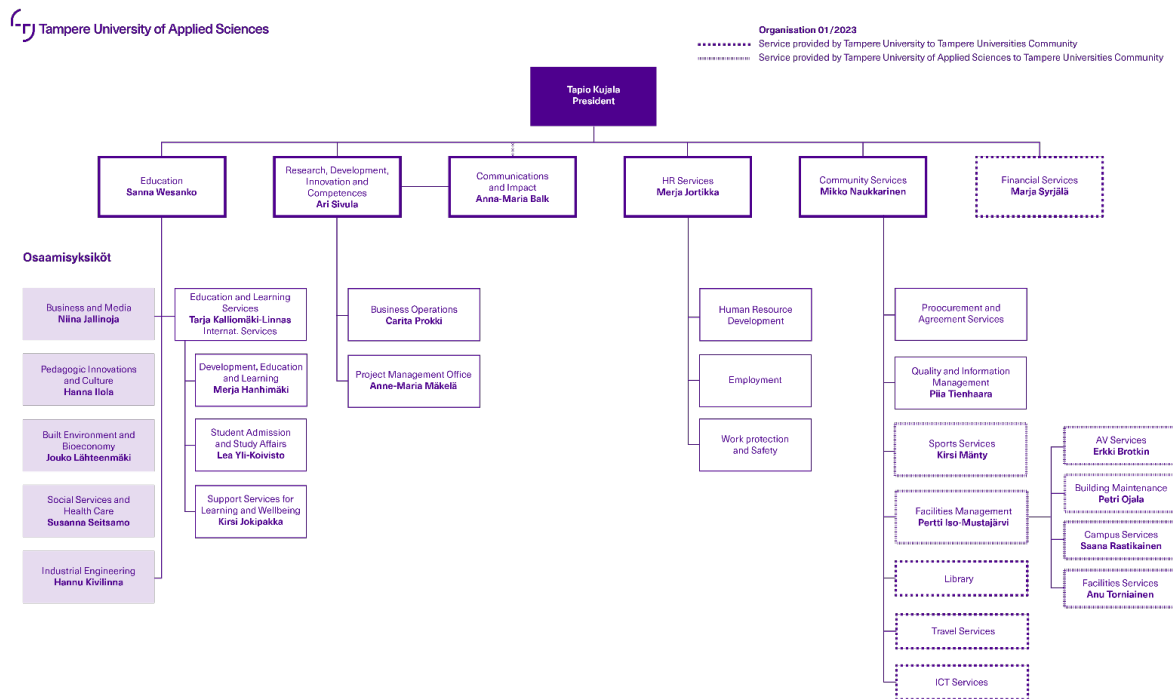 Tampere University of Applied Sciences
Organisation 01/2023
Service provided by Tampere University to Tampere Universities Community
Service provided by Tampere University of Applied Sciences to Tampere Universities Community
Tapio Kujala
President
Education
Sanna Wesanko
Research, Development,
Innovation and
Competences
Ari Sivula
Communications
and Impact
Anna-Maria Balk
HR Services
Merja Jortikka
Community Services
Mikko Naukkarinen
Financial Services
Marja Syrjälä
Osaamisyksiköt
Business and Media
Niina Jallinoja
Pedagogic Innovations
and Culture
Hanna Ilola
Built Environment and
Bioeconomy
Jouko Lähteenmäki
Social Services and
Health Care
Susanna Seitsamo
Industrial Engineering
Hannu Kivilinna
Education and Learning
Services
Tarja Kalliomäki-Linnas
Internat. Services
Development, Education
and Learning
Merja Hanhimäki
Student Admission
and Study Affairs
Lea Yli-Koivisto
Support Services for
Learning and Wellbeing
Kirsi Jokipakka
Business Operations
Carita Prokki
Project Management Office
Anne-Maria Mäkelä
Human Resource
Development
Employment
Work protection
and Safety
Proocurement and
Agreement Services
Quality and Information
Management
Piia Tienhaara
Sports Services
Kirsi Mänty
Facilities Management
Pertti Iso-Mustajärvi
Library
Travel Services
ICT Services
AV Services
Erkki Brotkin
Building Maintenance
Petri Ojala
Campus Services
Saana Raatikainen
Facilities Services
Anu Torniainen